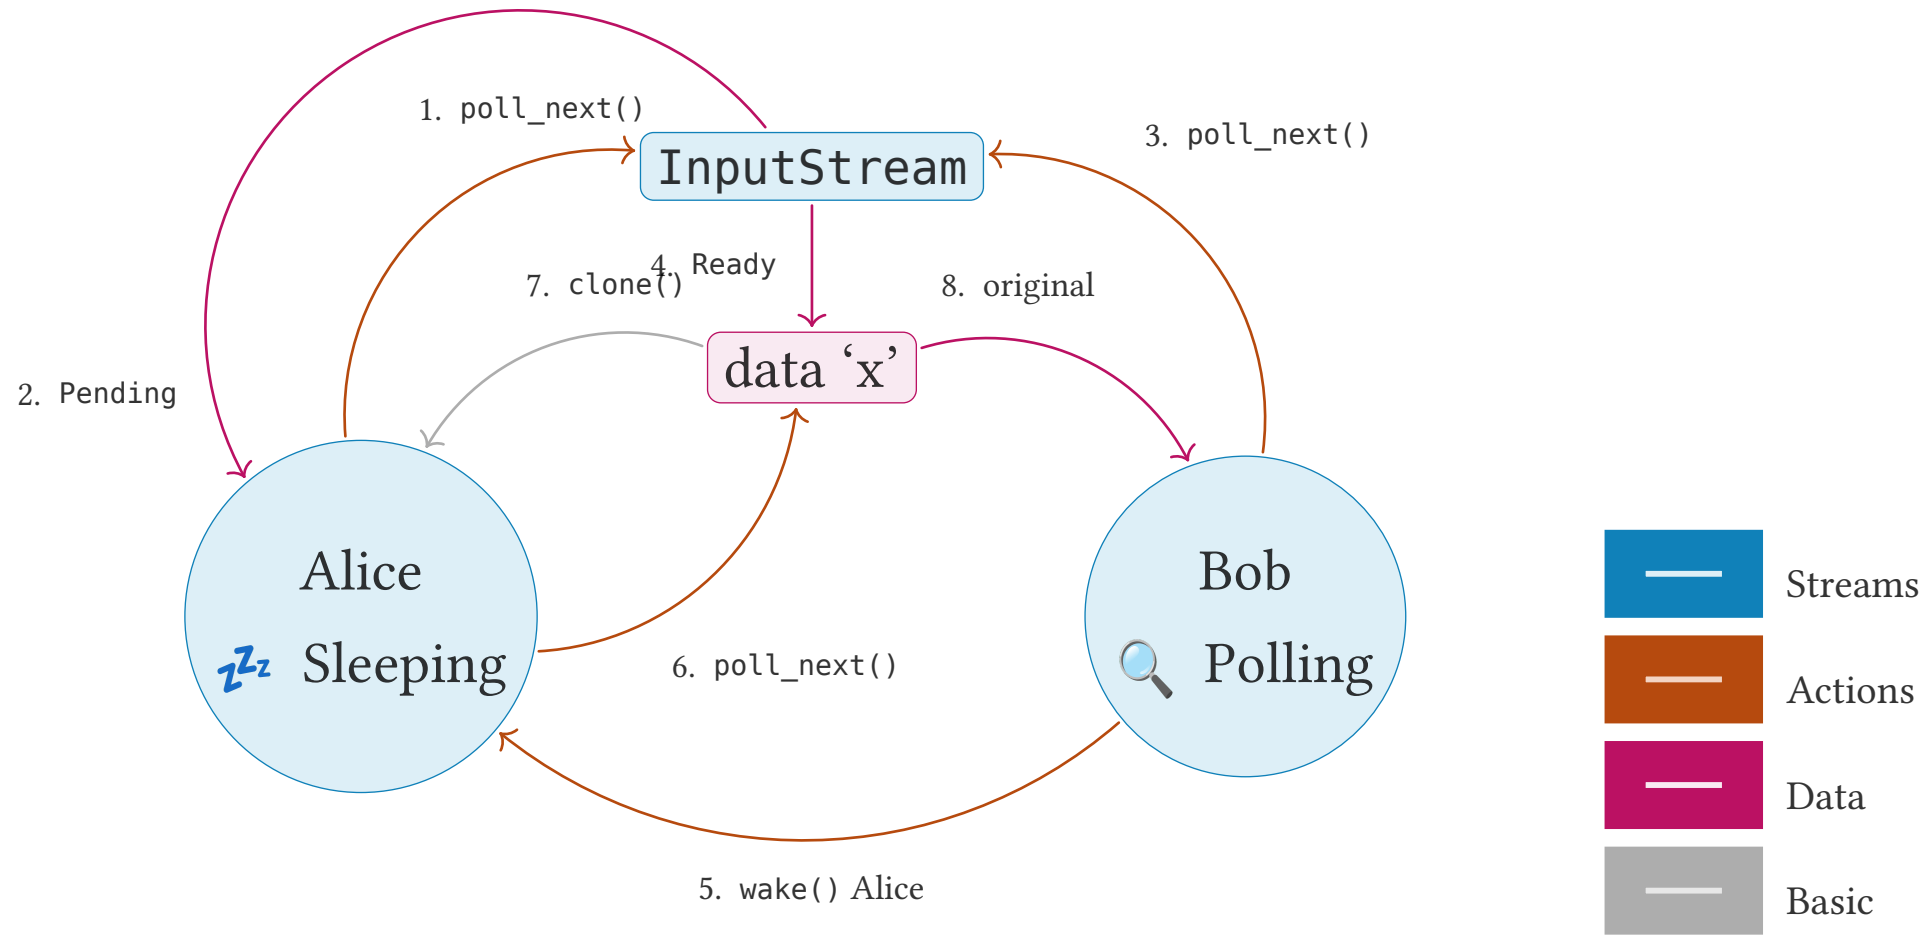 1. poll_next()
3. poll_next()
InputStream
4. Ready
7. clone()
8. original
data ‘x’
2. Pending
Alice
💤 Sleeping
Bob
🔍 Polling
6. poll_next()
5. wake() Alice
Streams
Actions
Data
Basic